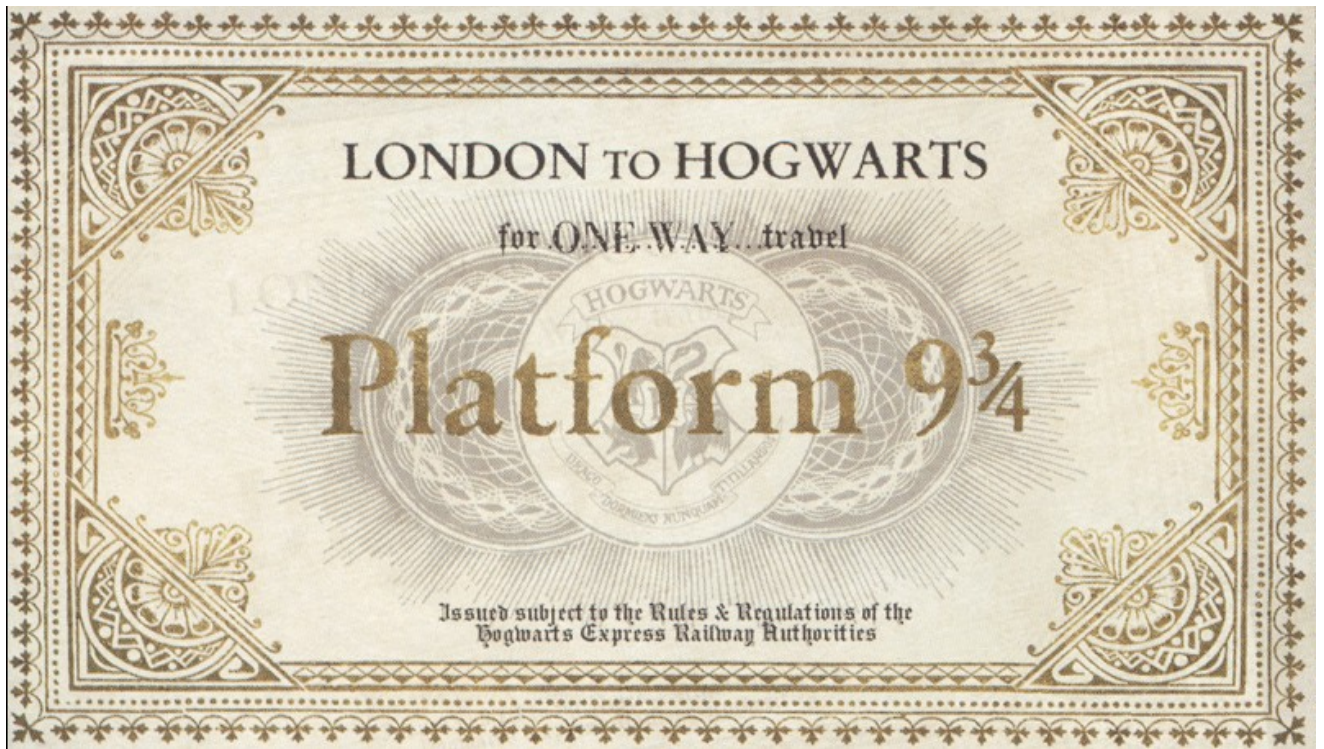 LONDON TO HOGWARTS
for ONE WAY travel
HOGWARTS
Platform 9¾
DRACO DORMIENS NUNQUAM TITILLANDUS
Issued subject to the Rules & Regulations of the
Hogwarts Express Railway Authorities